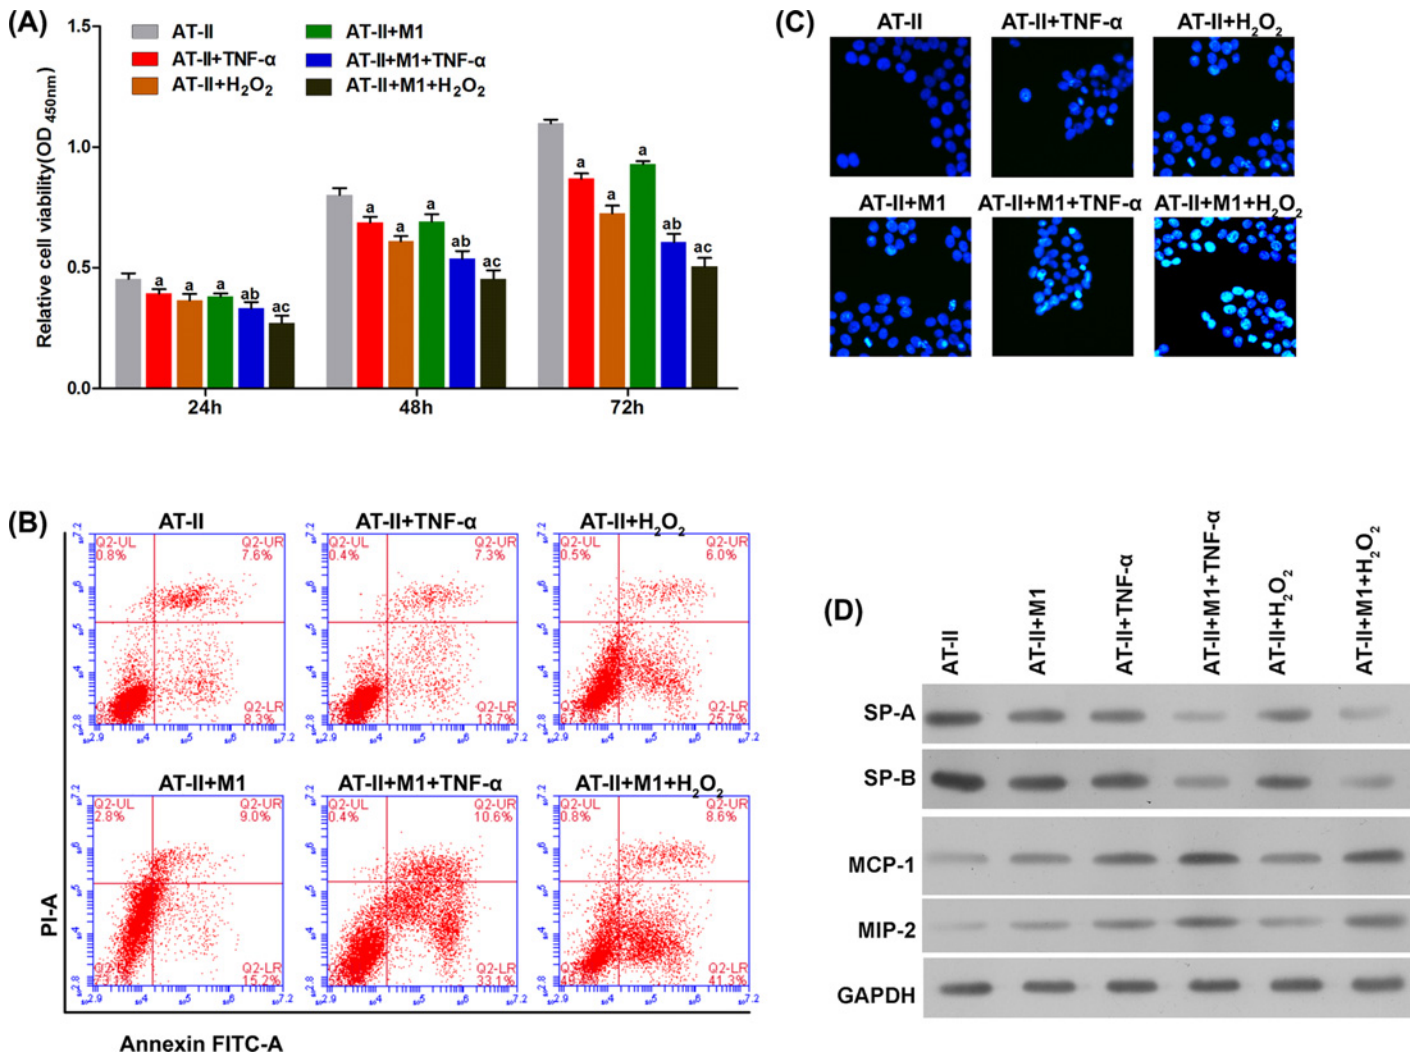 (A)
1.5
1.0
0.5
0.0
Relative cell viability(OD 450nm)
AT-II
AT-II+TNF-α
AT-II+H2O2
AT-II+M1
AT-II+M1+TNF-α
AT-II+M1+H2O2
a a a ab ac
a a a ab ac
a a a ab ac
24h 48h 72h
(C)
AT-II AT-II+TNF-α AT-II+H2O2
AT-II+M1 AT-II+M1+TNF-α AT-II+M1+H2O2
(B)
AT-II AT-II+TNF-α AT-II+H2O2
Q2-UL Q2-UR Q2-UL Q2-UR Q2-UL Q2-UR
0.8% 7.6% 0.4% 7.3% 0.5% 6.0%
Q2-LR Q2-LR Q2-LR
8.3% 13.7% 25.7%
AT-II+M1 AT-II+M1+TNF-α AT-II+M1+H2O2
Q2-UL Q2-UR Q2-UL Q2-UR Q2-UL Q2-UR
2.8% 9.0% 0.4% 10.6% 0.8% 8.6%
Q2-LR Q2-LR Q2-LR
73.1% 15.2% 33.1% 41.3%
PI-A
Annexin FITC-A
(D)
AT-II
AT-II+M1
AT-II+TNF-α
AT-II+M1+TNF-α
AT-II+H2O2
AT-II+M1+H2O2
SP-A
SP-B
MCP-1
MIP-2
GAPDH